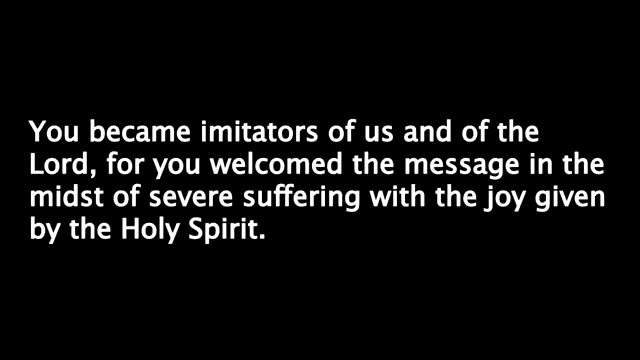 You became imitators of us and of the
Lord, for you welcomed the message in the
midst of severe suffering with the joy given
by the Holy Spirit.